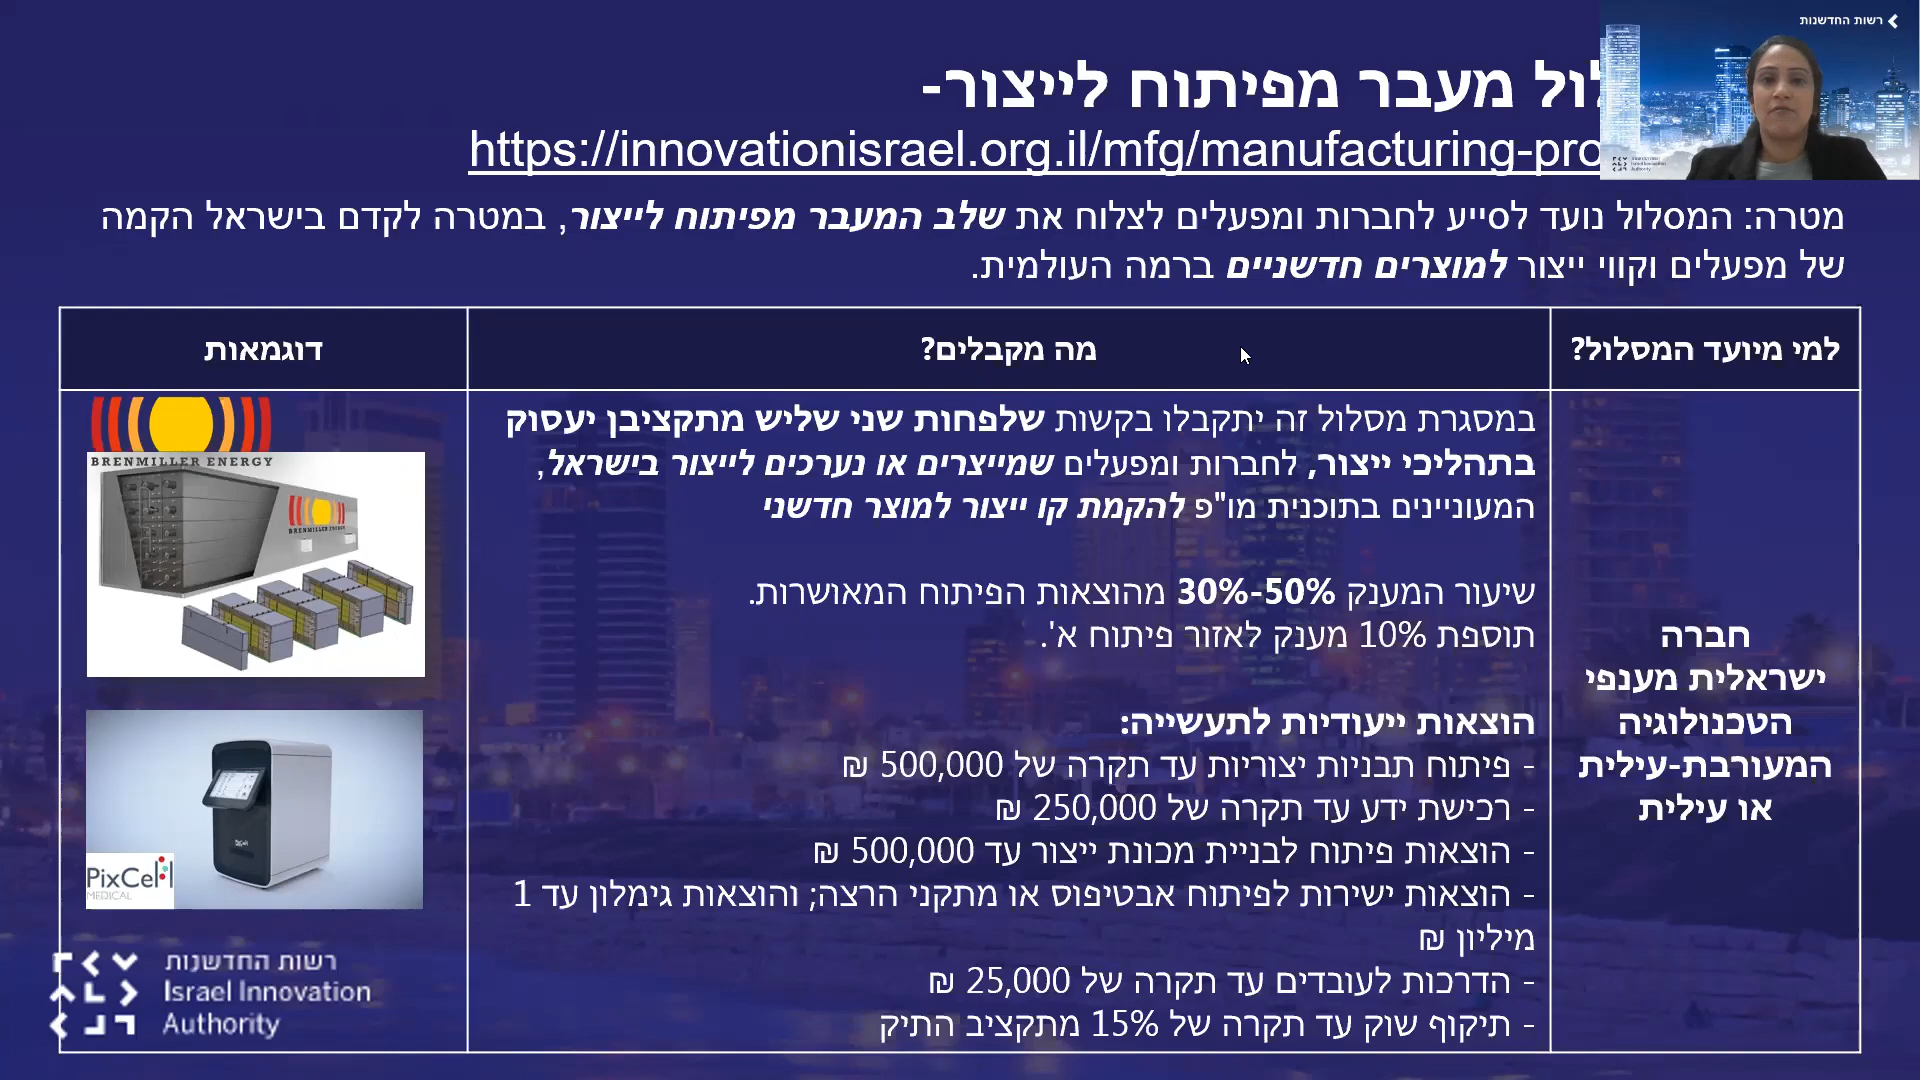 רשות החדשנות
מעבר מפיתוח לייצור-
https://innovationisrael.org.il/mfg/manufacturing-pro
מטרה: המסלול נועד לסייע לחברות ומפעלים לצלוח את שלב המעבר מפיתוח לייצור, במטרה לקדם בישראל הקמה
של מפעלים וקווי ייצור למוצרים חדשניים ברמה העולמית.
למי מיועד המסלול?
מה מקבלים?
דוגמאות
חברה
ישראלית מענפי
הטכנולוגיה
המעורבת-עילית
או עילית
במסגרת מסלול זה יתקבלו בקשות שלפחות שני שליש מתקציבן יעסוק
בתהליכי ייצור, לחברות ומפעלים שמייצרים או נערכים לייצור בישראל,
המעוניינים בתוכנית מו"פ להקמת קו ייצור למוצר חדשני
שיעור המענק 30%-50% מהוצאות הפיתוח המאושרות.
תוספת 10% מענק לאזור פיתוח א'.
הוצאות ייעודיות לתעשייה:
- פיתוח תבניות יצוריות עד תקרה של 500,000 ₪
- רכישת ידע עד תקרה של 250,000 ₪
- הוצאות פיתוח לבניית מכונת ייצור עד 500,000 ₪
- הוצאות ישירות לפיתוח אבטיפוס או מתקני הרצה; והוצאות גימלון עד 1
מיליון ₪
- הדרכות לעובדים עד תקרה של 25,000 ₪
- תיקוף שוק עד תקרה של 15% מתקציב התיק
BRENMILLER ENERGY
BRENMILLER ENERGY
PixCell
MEDICAL
רשות החדשנות
Israel Innovation
Authority